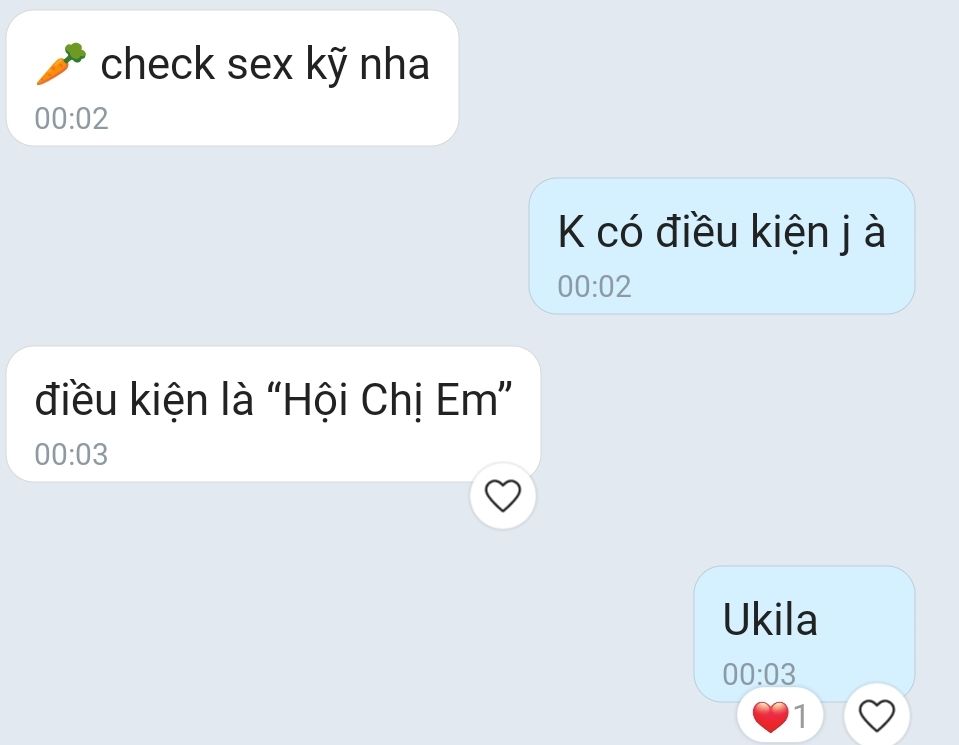 🥕 check sex kỹ nha
00:02
K có điều kiện j à
00:02
điều kiện là “Hội Chị Em”
00:03
Ukila
00:03
❤️1